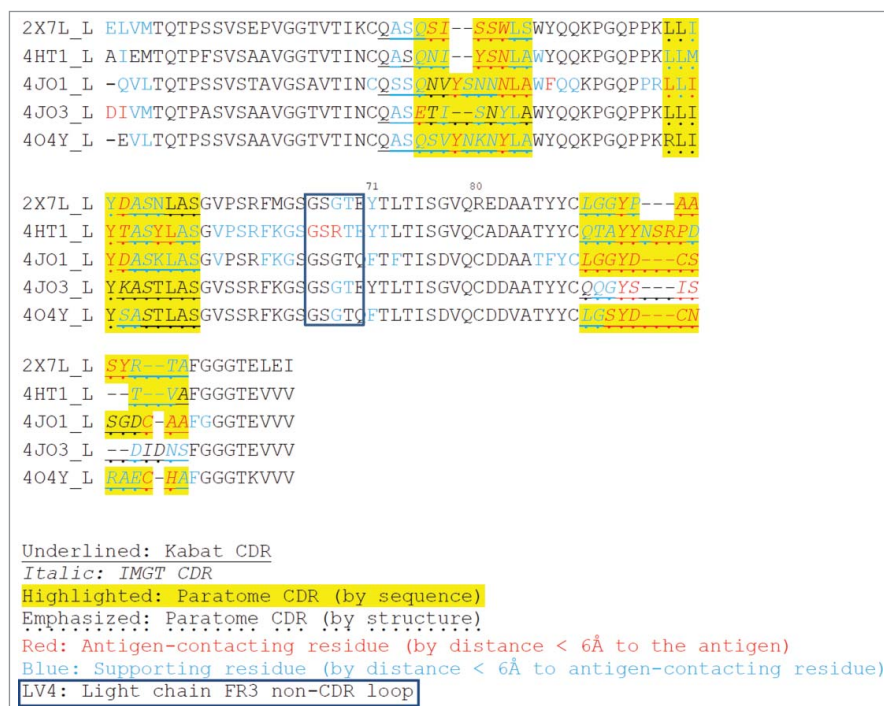 2X7L_L ELVMTQTPSSVSEPVGGTVTIKCQASQSI--SSWLSWYQQKPGQPPKLLI
4HT1_L AIEMTQTPFSVSAAVGGTVTINCQASQNI--YSNLAWYQQKPGQPPKLLM
4JO1_L -QVLTQTPSSVSTAVGSAVTINCQSSQNVYSNNNLAWFQQKPGQPPRLLI
4JO3_L DIVMTQTPASVSAAVGGTVTINCQASETI--SNYLAWYQQKPGQPPKLLI
4O4Y_L -EVLTQTPSSVSAAVGGTVTINCQASQSVYNKNYLAWYQQKPGQPPKRLI
71 80
2X7L_L YDASNLASGVPSRFMGSGSGTEYTLTISGVQREDAATYYCLGGYP---AA
4HT1_L YTASYLASGVPSRFKGSGSRTEYTLTISGVQCADAATYYCQTAYYNSRPD
4JO1_L YDASKLASGVPSRFKGSGSGTQFTFTISDVQCDDAATFYCLGGYD---CS
4JO3_L YKASTLASGVSSRFKGSGSGTEYTLTISGVQCADAATYYCQQGYS---IS
4O4Y_L YSASTLASGVSSRFKGSGSGTQFTLTISDVQCDDVATYYCLGSYD---CN
2X7L_L SYR--TAFGGGTELEI
4HT1_L --T--VAFGGGTEVVV
4JO1_L SGDC-AAFGGGTEVVV
4JO3_L --DIDNSFGGGTEVVV
4O4Y_L RAEC-HAFGGGTKVVV
Underlined: Kabat CDR
Italic: IMGT CDR
Highlighted: Paratome CDR (by sequence)
Emphasized: Paratome CDR (by structure)
Red: Antigen-contacting residue (by distance < 6Å to the antigen)
Blue: Supporting residue (by distance < 6Å to antigen-contacting residue)
LV4: Light chain FR3 non-CDR loop